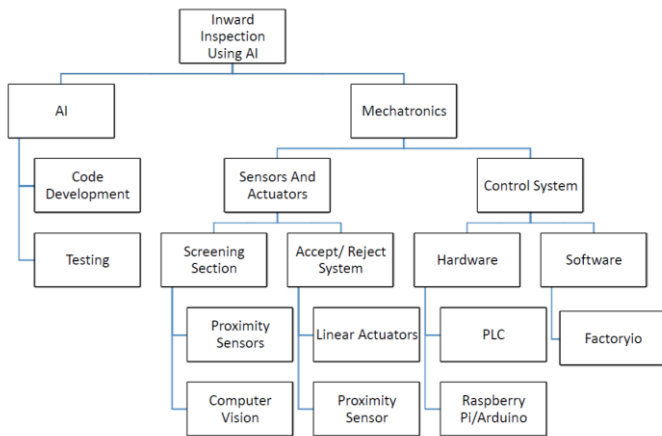 Inward
Inspection
Using AI
AI
Mechatronics
Code
Development
Sensors And
Actuators
Control System
Testing
Screening
Section
Accept/ Reject
System
Hardware
Software
Proximity
Sensors
Linear Actuators
PLC
Factoryio
Computer
Vision
Proximity
Sensor
Raspberry
Pi/Arduino